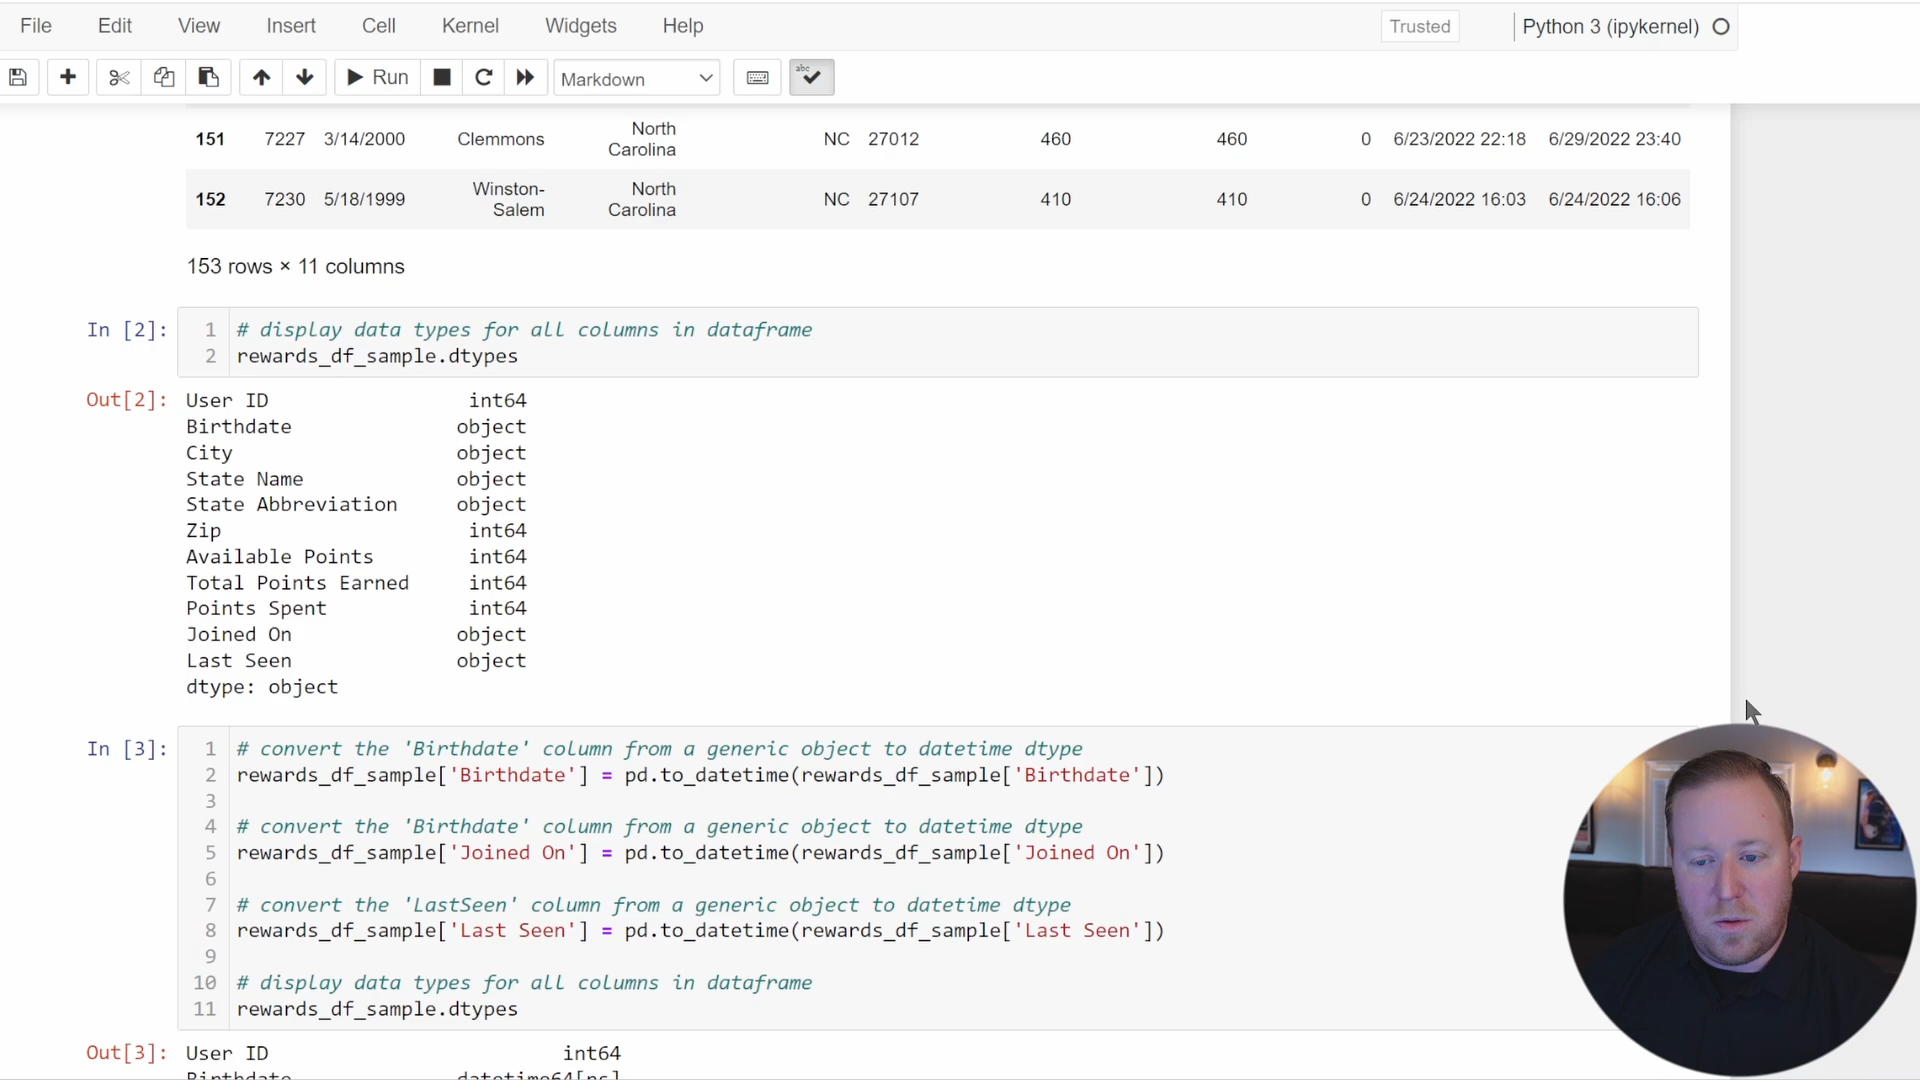 File Edit View Insert Cell Kernel Widgets Help Trusted Python 3 (ipykernel)
Run Markdown abc
151 7227 3/14/2000 Clemmons North Carolina NC 27012 460 460 0 6/23/2022 22:18 6/29/2022 23:40
152 7230 5/18/1999 Winston-Salem North Carolina NC 27107 410 410 0 6/24/2022 16:03 6/24/2022 16:06
153 rows × 11 columns
In [2]:
1 # display data types for all columns in dataframe
2 rewards_df_sample.dtypes
Out[2]:
User ID int64
Birthdate object
City object
State Name object
State Abbreviation object
Zip int64
Available Points int64
Total Points Earned int64
Points Spent int64
Joined On object
Last Seen object
dtype: object
In [3]:
1 # convert the 'Birthdate' column from a generic object to datetime dtype
2 rewards_df_sample['Birthdate'] = pd.to_datetime(rewards_df_sample['Birthdate'])
3
4 # convert the 'Birthdate' column from a generic object to datetime dtype
5 rewards_df_sample['Joined On'] = pd.to_datetime(rewards_df_sample['Joined On'])
6
7 # convert the 'LastSeen' column from a generic object to datetime dtype
8 rewards_df_sample['Last Seen'] = pd.to_datetime(rewards_df_sample['Last Seen'])
9
10 # display data types for all columns in dataframe
11 rewards_df_sample.dtypes
Out[3]:
User ID int64
Birthdate datetime64[ns]